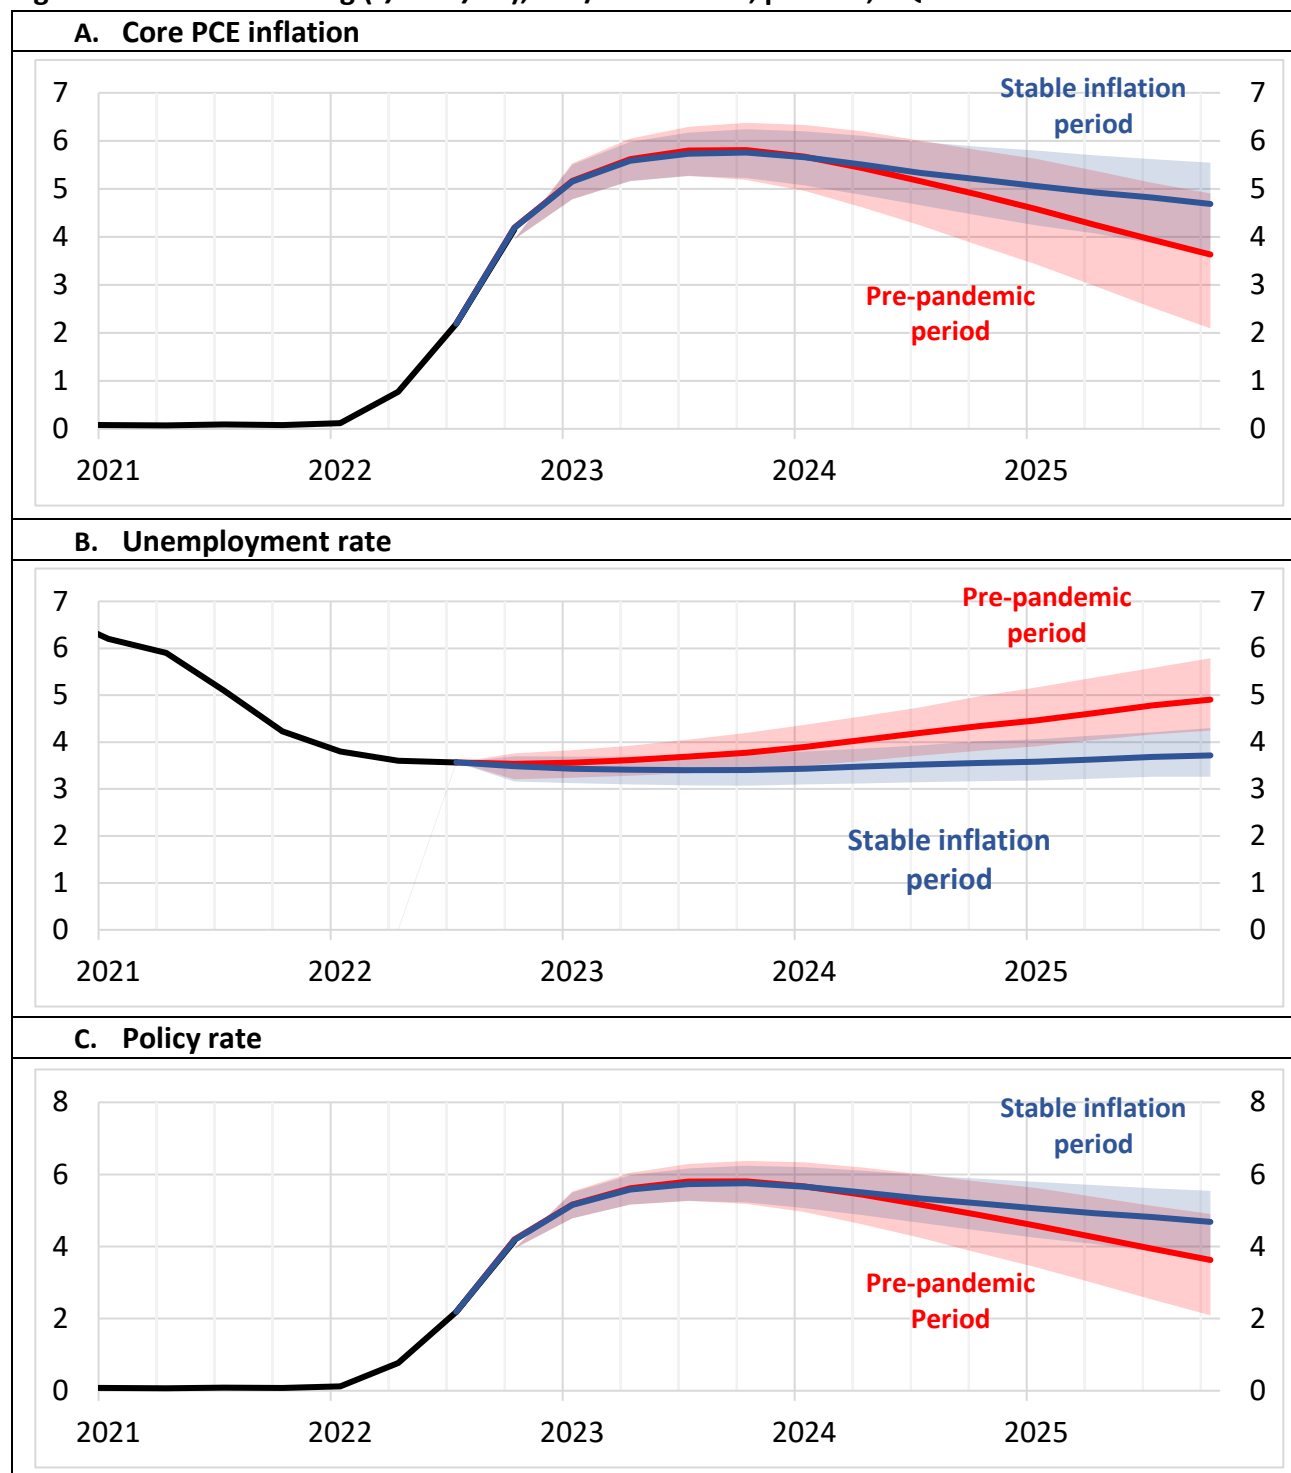 A. Core PCE inflation
Stable inflation
period
7 7
6 6
5 5
4 4
3 3
2 2
1 1
0 0
Pre-pandemic
period
2021 2022 2023 2024 2025
B. Unemployment rate
Pre-pandemic
period
7 7
6 6
5 5
4 4
3 3
2 2
1 1
0 0
Stable inflation
period
2021 2022 2023 2024 2025
C. Policy rate
Stable inflation
period
8 8
6 6
4 4
2 2
0 0
Pre-pandemic
Period
2021 2022 2023 2024 2025